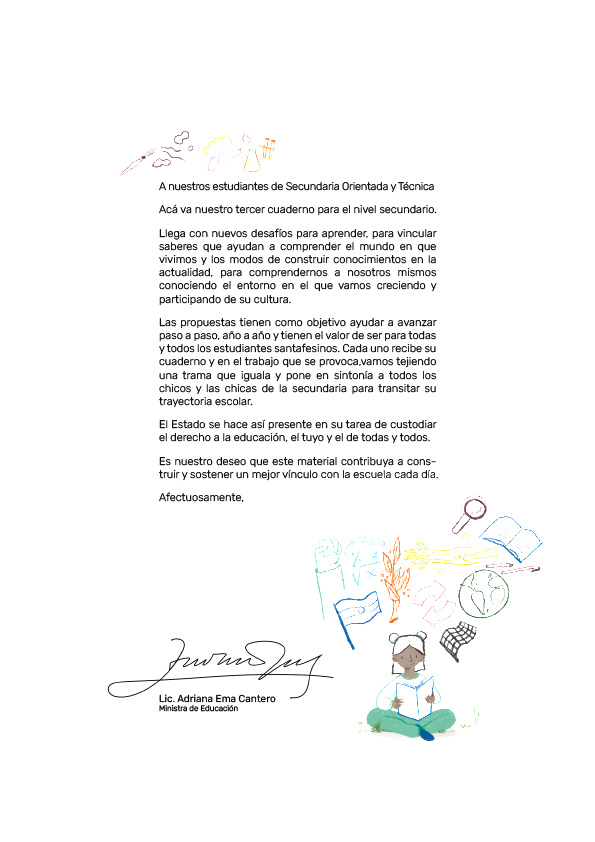 A nuestros estudiantes de Secundaria Orientada y Técnica
Acá va nuestro tercer cuaderno para el nivel secundario.
Llega con nuevos desafíos para aprender, para vincular
saberes que ayudan a comprender el mundo en que
vivimos y los modos de construir conocimientos en la
actualidad, para comprendernos a nosotros mismos
conociendo el entorno en el que vamos creciendo y
participando de su cultura.
Las propuestas tienen como objetivo ayudar a avanzar
paso a paso, año a año y tienen el valor de ser para todas
y todos los estudiantes santafesinos. Cada uno recibe su
cuaderno y en el trabajo que se provoca,vamos tejiendo
una trama que iguala y pone en sintonía a todos los
chicos y las chicas de la secundaria para transitar su
trayectoria escolar.
El Estado se hace así presente en su tarea de custodiar
el derecho a la educación, el tuyo y el de todas y todos.
Es nuestro deseo que este material contribuya a cons-
truir y sostener un mejor vínculo con la escuela cada día.
Afectuosamente,
Lic. Adriana Ema Cantero
Ministra de Educación